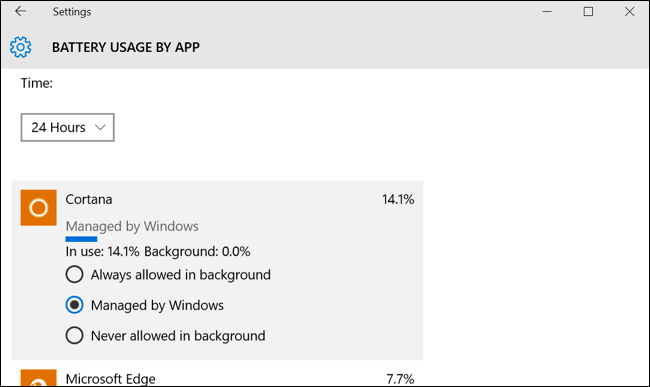 Settings
BATTERY USAGE BY APP
Time:
24 Hours
Cortana 14.1%
Managed by Windows
In use: 14.1% Background: 0.0%
Always allowed in background
Managed by Windows
Never allowed in background
Microsoft Edge 7.7%